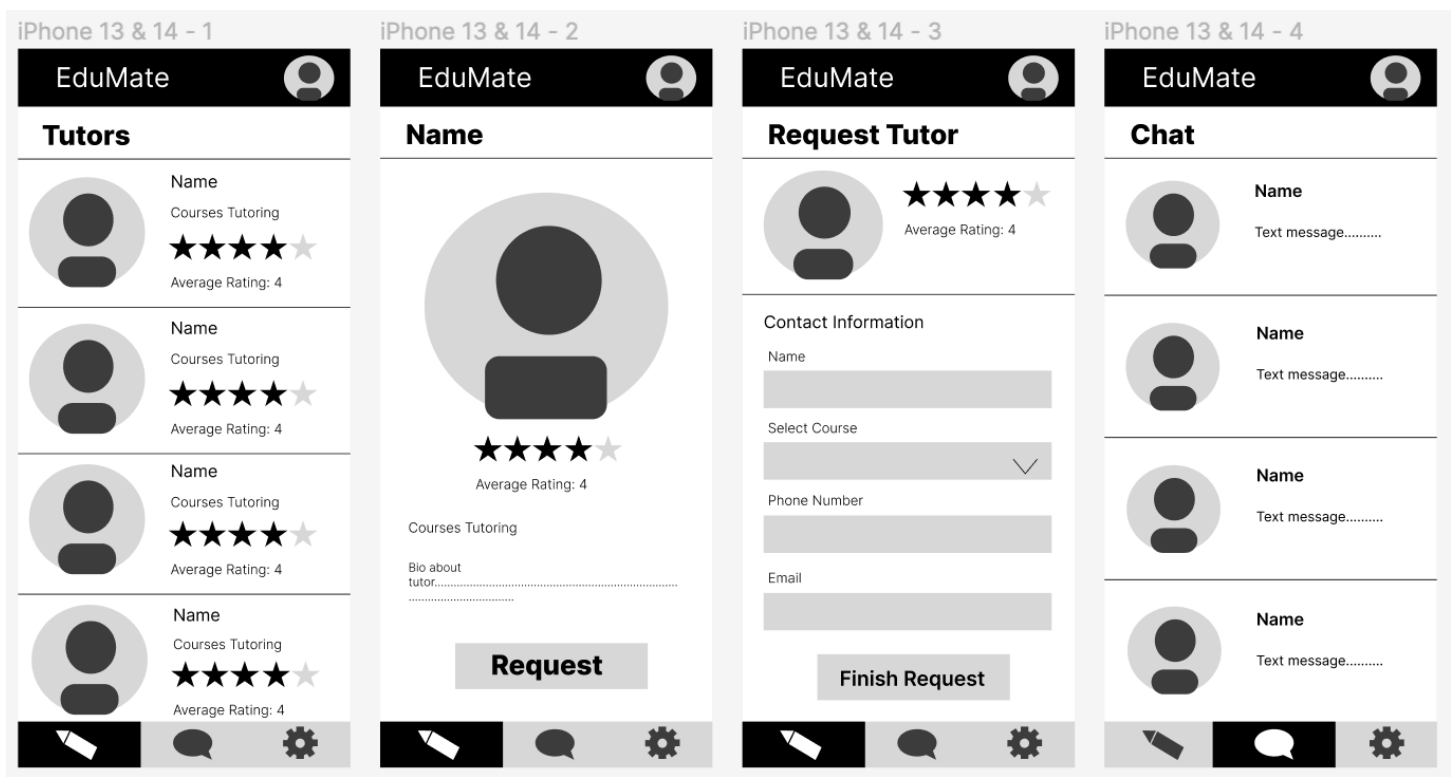 iPhone 13 & 14 - 1
EduMate
Tutors
Name
Courses Tutoring
Average Rating: 4
Name
Courses Tutoring
Average Rating: 4
Name
Courses Tutoring
Average Rating: 4
Name
Courses Tutoring
Average Rating: 4
iPhone 13 & 14 - 2
EduMate
Name
Average Rating: 4
Courses Tutoring
Bio about
tutor............................................................................
.................................
Request
iPhone 13 & 14 - 3
EduMate
Request Tutor
Average Rating: 4
Contact Information
Name
Select Course
Phone Number
Email
Finish Request
iPhone 13 & 14 - 4
EduMate
Chat
Name
Text message..........
Name
Text message..........
Name
Text message..........
Name
Text message..........